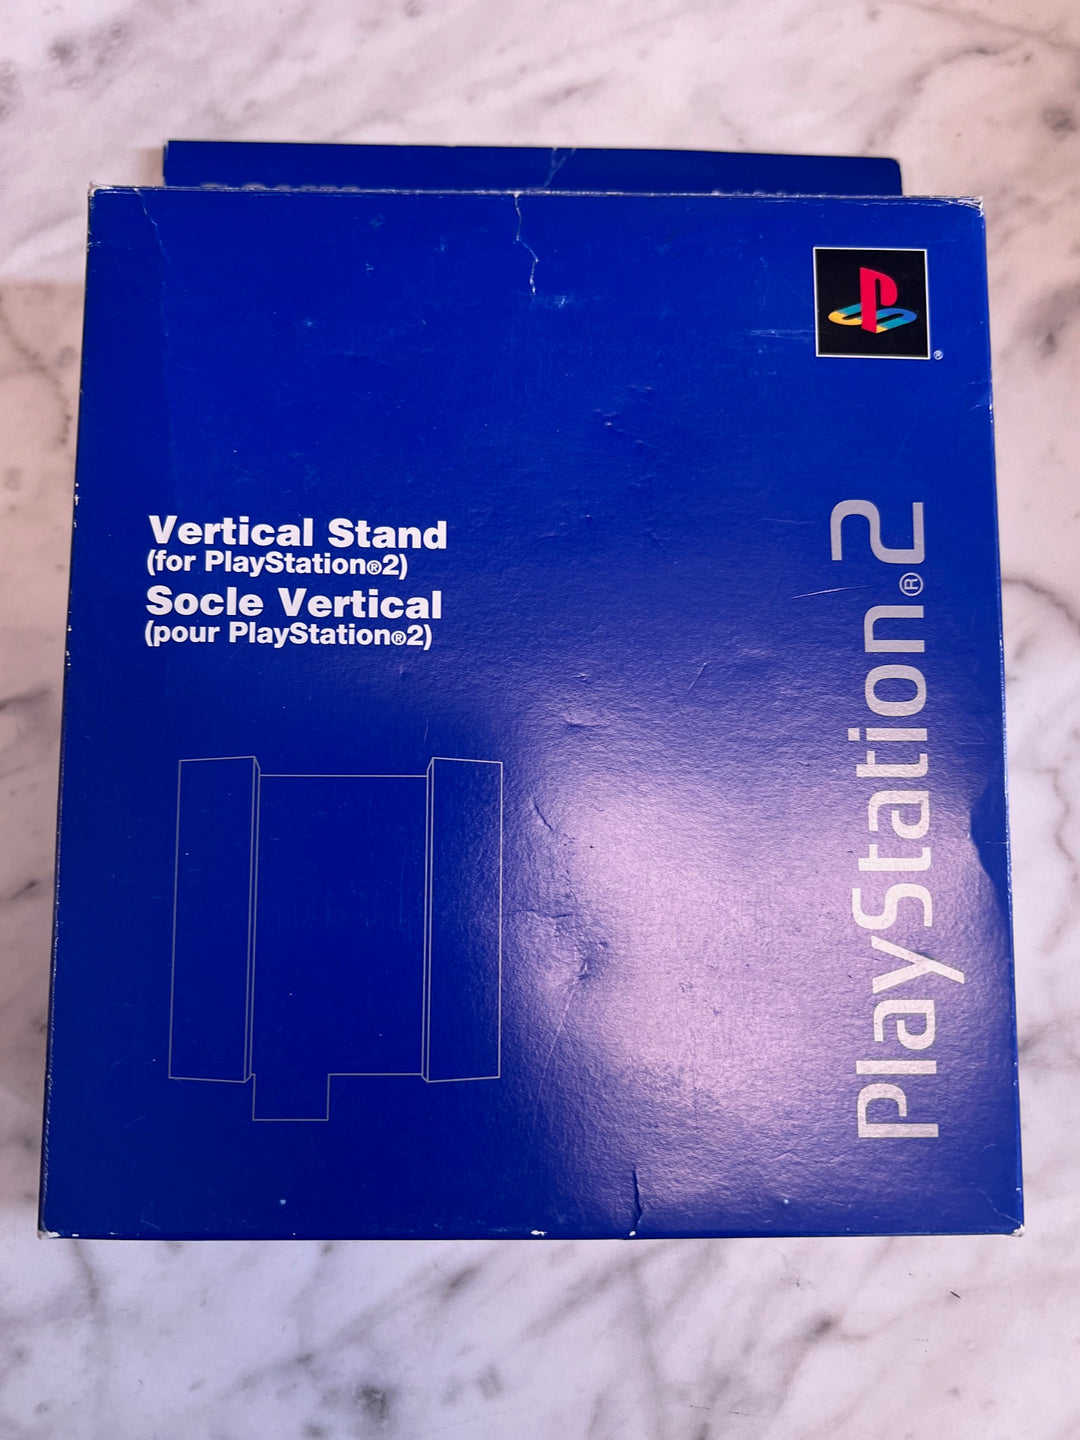 Vertical Stand
(for PlayStation®2)
Socle Vertical
(pour PlayStation®2)
PlayStation®2
®